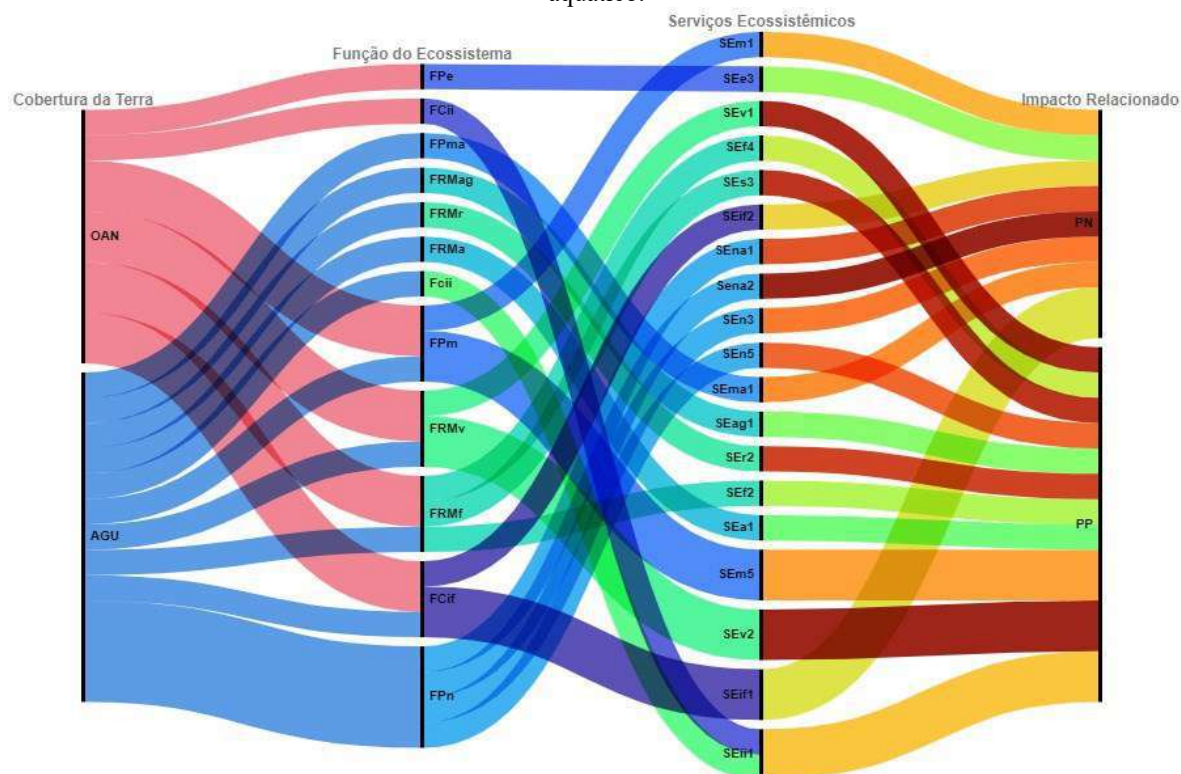 aquático.
Serviços Ecossistêmicos
Função do Ecossistema
Cobertura da Terra
Impacto Relacionado
OAN
AGU
FPe
FCii
FPma
FRMag
FRMr
FRMa
Fcii
FPm
FRMv
FRMf
FCif
FPn
SEm1
SEe3
SEv1
SEf4
SEs3
SEif2
SEna1
Sena2
SEn3
SEn5
SEma1
SEag1
SEr2
SEf2
SEa1
SEm5
SEv2
SEif1
SEii1
PN
PP